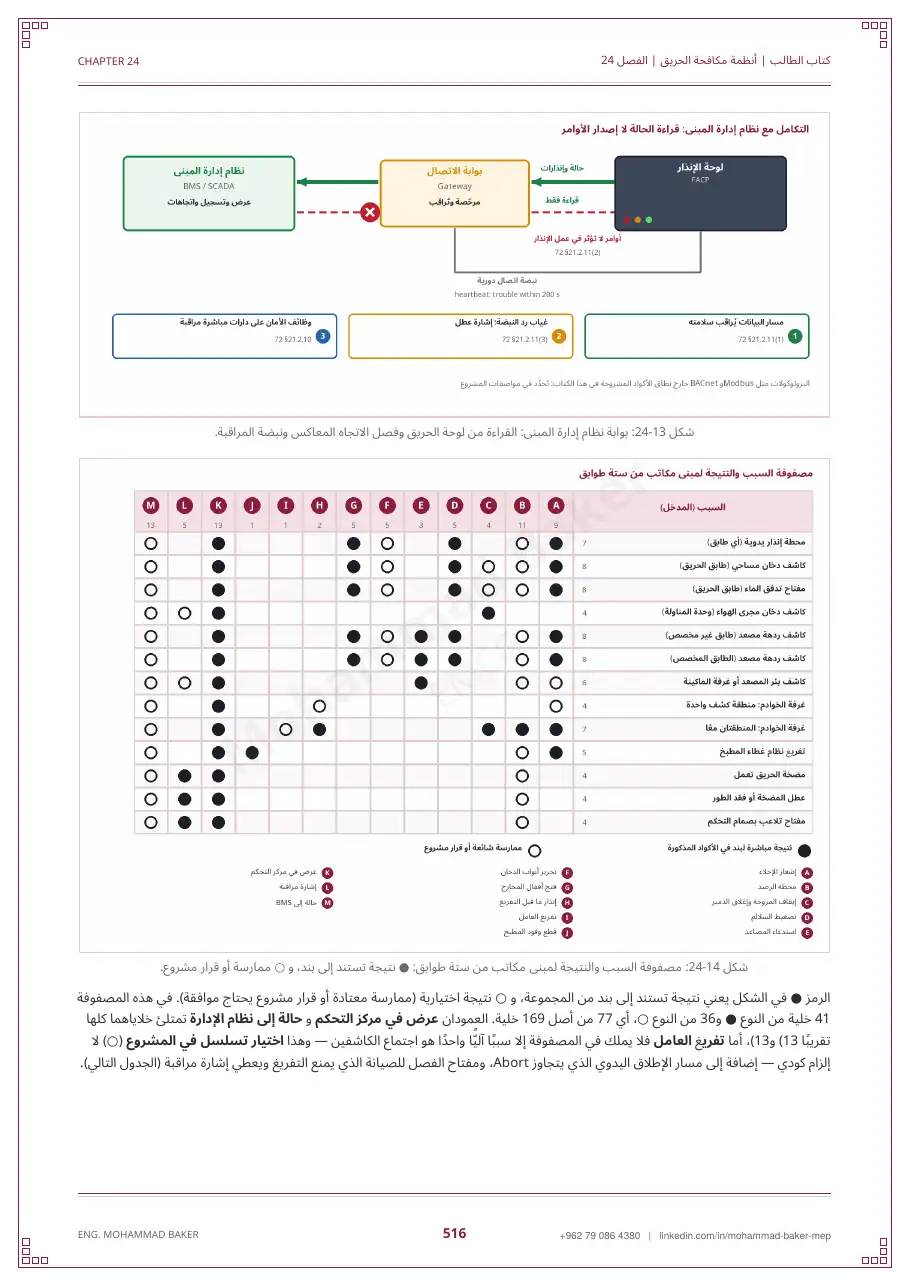 كتاب الطالب | أنظمة مكافحة الحريق | الفصل 24
CHAPTER 24
التكامل مع نظام إدارة المبنى: قراءة الحالة لا إصدار الأوامر
لوحة الإنذار
FACP
حالة وإنذارات
قراءة فقط
بوابة الاتصال
Gateway
مرخّصة وتُراقب
نظام إدارة المبنى
BMS / SCADA
عرض وتسجيل واتجاهات
أوامر لا تؤثر في عمل الإنذار
72 §21.2.11(2)
نبضة اتصال دورية
heartbeat: trouble within 200 s
مسار البيانات يُراقب سلامته
72 §21.2.11(1)
1
غياب رد النبضة: إشارة عطل
72 §21.2.11(3)
2
وظائف الأمان على دارات مباشرة مراقبة
72 §21.2.10
3
البروتوكولات مثل Modbus وBACnet خارج نطاق الأكواد المشروحة في هذا الكتاب: تُحدَّد في مواصفات المشروع
شكل 13-24: بوابة نظام إدارة المبنى: القراءة من لوحة الحريق وفصل الاتجاه المعاكس ونبضة المراقبة.
مصفوفة السبب والنتيجة لمبنى مكاتب من ستة طوابق
السبب (المدخل)
A B C D E F G H I J K L M
9 11 4 5 3 5 5 2 1 1 13 5 13
محطة إنذار يدوية (أي طابق) 7
كاشف دخان مساحي (طابق الحريق) 8
مفتاح تدفق الماء (طابق الحريق) 8
كاشف دخان مجرى الهواء (وحدة المناولة) 4
كاشف ردهة مصعد (طابق غير مخصص) 8
كاشف ردهة مصعد (الطابق المخصص) 8
كاشف بئر المصعد أو غرفة الماكينة 6
غرفة الخوادم: منطقة كشف واحدة 4
غرفة الخوادم: المنطقتان معًا 7
تفريغ نظام غطاء المطبخ 5
مضخة الحريق تعمل 4
عطل المضخة أو فقد الطور 4
مفتاح تلاعب بصمام التحكم 4
● نتيجة مباشرة لبند في الأكواد المذكورة
○ ممارسة شائعة أو قرار مشروع
A إشعار الإخلاء
B محطة الرصد
C إيقاف المروحة وإغلاق الدمبر
D تضغيط السلالم
E استدعاء المصاعد
F تحرير أبواب الدخان
G فتح أقفال المخارج
H إنذار ما قبل التفريغ
I تفريغ العامل
J قطع وقود المطبخ
K عرض في مركز التحكم
L إشارة مراقبة
M حالة إلى BMS
شكل 14-24: مصفوفة السبب والنتيجة لمبنى مكاتب من ستة طوابق: ● نتيجة تستند إلى بند، و ○ ممارسة أو قرار مشروع.
الرمز ● في الشكل يعني نتيجة تستند إلى بند من المجموعة، و ○ نتيجة اختيارية (ممارسة معتادة أو قرار مشروع يحتاج موافقة). في هذه المصفوفة
41 خلية من النوع ● و36 من النوع ○، أي 77 من أصل 169 خلية. العمودان عرض في مركز التحكم و حالة إلى نظام الإدارة تمتلئ خلاياهما كلها
تقريبًا 13) و13)، أما تفريغ العامل فلا يملك في المصفوفة إلا سببًا آليًّا واحدًا هو اجتماع الكاشفين — وهذا اختيار تسلسل في المشروع (○) لا
إلزام كودي — إضافة إلى مسار الإطلاق اليدوي الذي يتجاوز Abort، ومفتاح الفصل للصيانة الذي يمنع التفريغ ويعطي إشارة مراقبة (الجدول التالي).
ENG. MOHAMMAD BAKER
516
+962 79 086 4380 | linkedin.com/in/mohammad-baker-mep